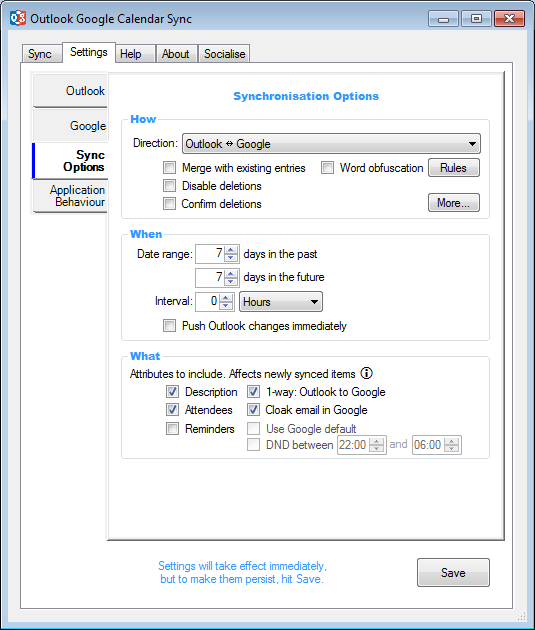 Outlook Google Calendar Sync
Sync Settings Help About Socialise
Outlook
Google
Sync
Options
Application
Behaviour
Synchronisation Options
How
Direction: Outlook ⇔ Google
Merge with existing entries Word obfuscation Rules
Disable deletions
Confirm deletions More...
When
Date range: 7 days in the past
7 days in the future
Interval: 0 Hours
Push Outlook changes immediately
What
Attributes to include. Affects newly synced items
Description 1-way: Outlook to Google
Attendees Cloak email in Google
Reminders Use Google default
DND between 22:00 and 06:00
Settings will take effect immediately,
but to make them persist, hit Save.
Save